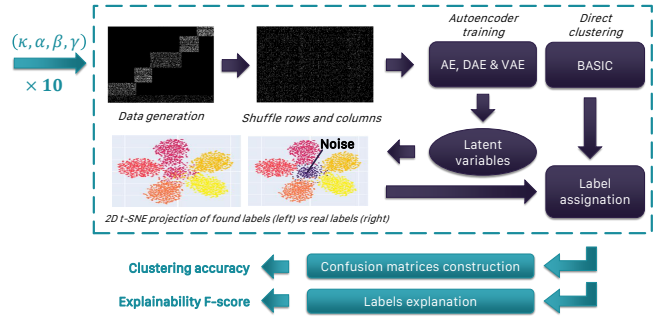 (κ, α, β, γ)
× 10
Autoencoder
training
Direct
clustering
AE, DAE & VAE
BASIC
Data generation
Shuffle rows and columns
Noise
Latent
variables
Label
assignation
2D t-SNE projection of found labels (left) vs real labels (right)
Clustering accuracy
Confusion matrices construction
Explainability F-score
Labels explanation